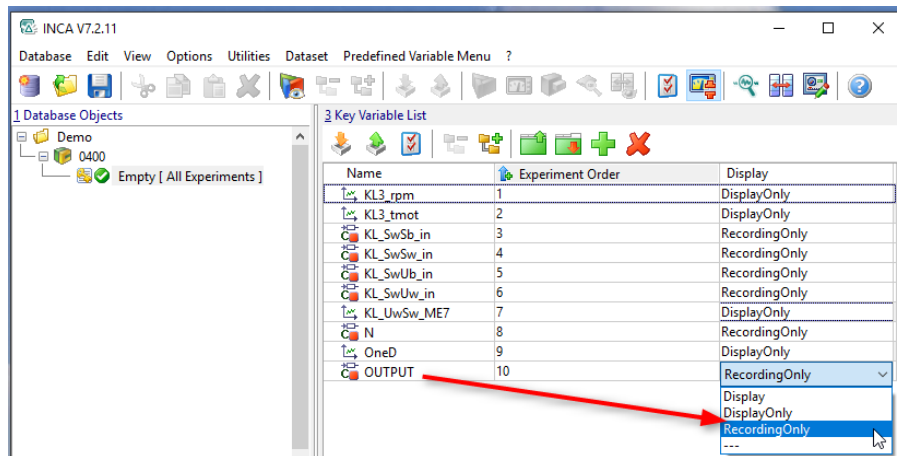 INCA V7.2.11
Database Edit View Options Utilities Dataset Predefined Variable Menu ?
1 Database Objects
Demo
0400
Empty [ All Experiments ]
3 Key Variable List
Name Experiment Order Display
KL3_rpm 1 DisplayOnly
KL3_tmot 2 DisplayOnly
KL_SwSb_in 3 RecordingOnly
KL_SwSw_in 4 RecordingOnly
KL_SwUb_in 5 RecordingOnly
KL_SwUw_in 6 RecordingOnly
KL_UwSw_ME7 7 DisplayOnly
N 8 RecordingOnly
OneD 9 DisplayOnly
OUTPUT 10 RecordingOnly
Display
DisplayOnly
RecordingOnly
---